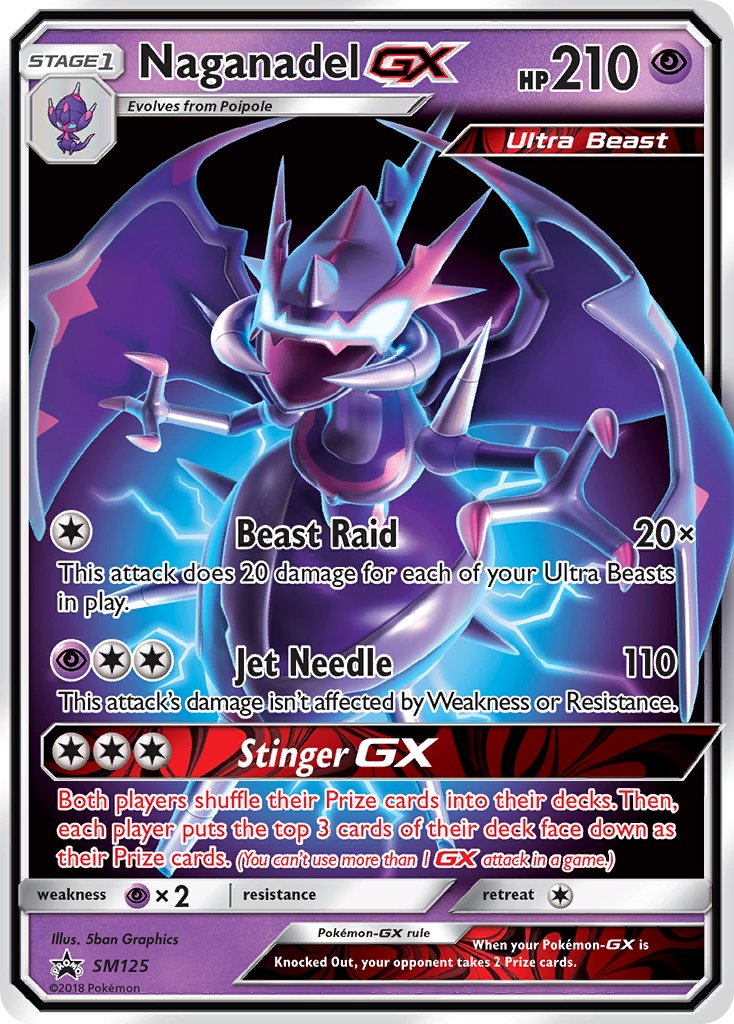 STAGE 1 Naganadel GX HP 210
Evolves from Poipole
Ultra Beast
Beast Raid 20×
This attack does 20 damage for each of your Ultra Beasts
in play.
Jet Needle 110
This attack's damage isn't affected by Weakness or Resistance.
Stinger GX
Both players shuffle their Prize cards into their decks. Then,
each player puts the top 3 cards of their deck face down as
their Prize cards. (You can't use more than 1 GX attack in a game.)
weakness × 2 resistance retreat
Illus. 5ban Graphics
Pokémon-GX rule
When your Pokémon-GX is
Knocked Out, your opponent takes 2 Prize cards.
PROMO SM125
©2018 Pokémon